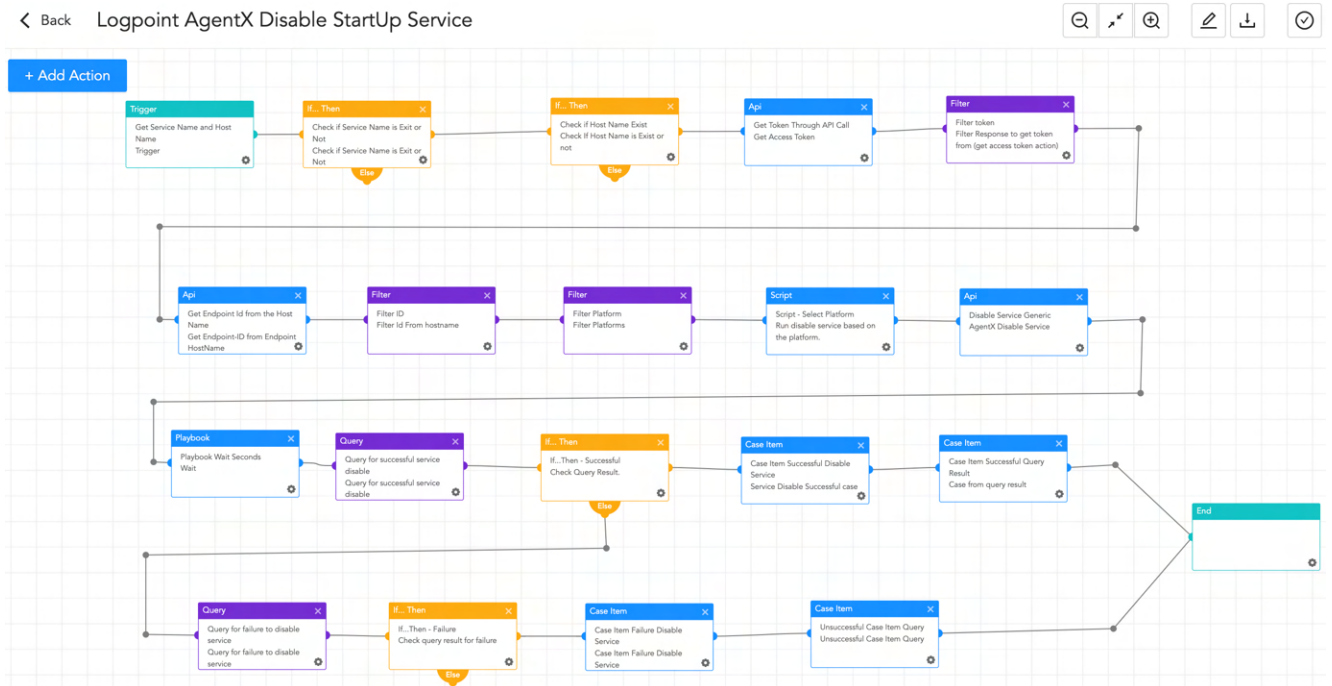 Back
Logpoint AgentX Disable StartUp Service
+ Add Action
Trigger
Get Service Name and Host
Name
Trigger
If... Then
Check if Service Name is Exit or
Not
Check if Service Name is Exit or
Not
Else
If... Then
Check if Host Name Exist
Check If Host Name is Exist or
not
Else
Api
Get Token Through API Call
Get Access Token
Filter
Filter token
Filter Response to get token
from (get access token action)
Api
Get Endpoint Id from the Host
Name
Get Endpoint-ID from Endpoint
HostName
Filter
Filter ID
Filter Id From hostname
Filter
Filter Platform
Filter Platforms
Script
Script - Select Platform
Run disable service based on
the platform.
Api
Disable Service Generic
AgentX Disable Service
Playbook
Playbook Wait Seconds
Wait
Query
Query for successful service
disable
Query for successful service
disable
If... Then
If...Then - Successful
Check Query Result.
Else
Case Item
Case Item Successful Disable
Service
Service Disable Successful case
Case Item
Case Item Successful Query
Result
Case from query result
End
Query
Query for failure to disable
service
Query for failure to disable
service
If... Then
If...Then - Failure
Check query result for failure
Else
Case Item
Case Item Failure Disable
Service
Case Item Failure Disable
Service
Case Item
Unsuccessful Case Item Query
Unsuccessful Case Item Query